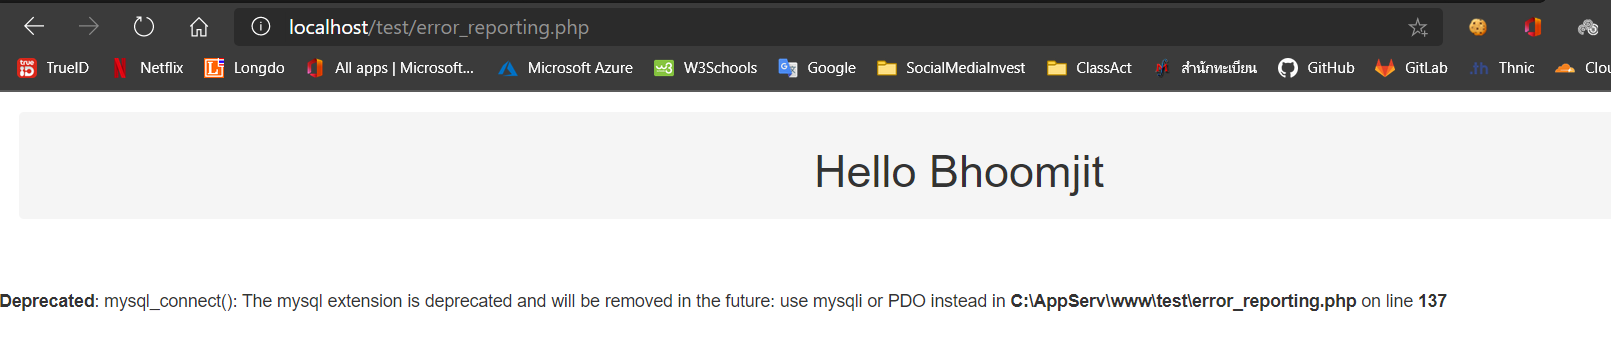 localhost/test/error_reporting.php
true iD TrueID Netflix Longdo All apps | Microsoft... Microsoft Azure W3Schools Google SocialMediaInvest ClassAct สำนักทะเบียน GitHub GitLab .th Thnic Clou
Hello Bhoomjit
Deprecated: mysql_connect(): The mysql extension is deprecated and will be removed in the future: use mysqli or PDO instead in C:\AppServ\www\test\error_reporting.php on line 137